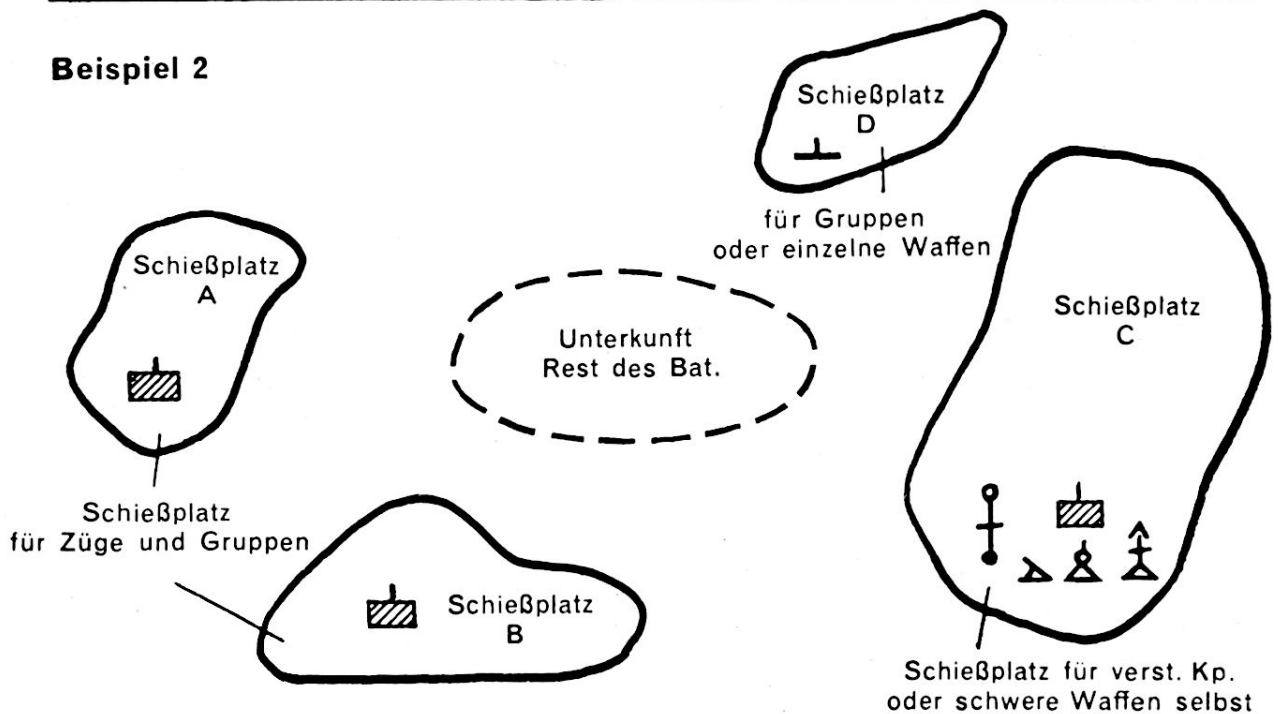 Beispiel 2
Schießplatz
D
für Gruppen
oder einzelne Waffen
Schießplatz
A
Unterkunft
Rest des Bat.
Schießplatz
C
Schießplatz
für Züge und Gruppen
Schießplatz
B
Schießplatz für verst. Kp.
oder schwere Waffen selbst